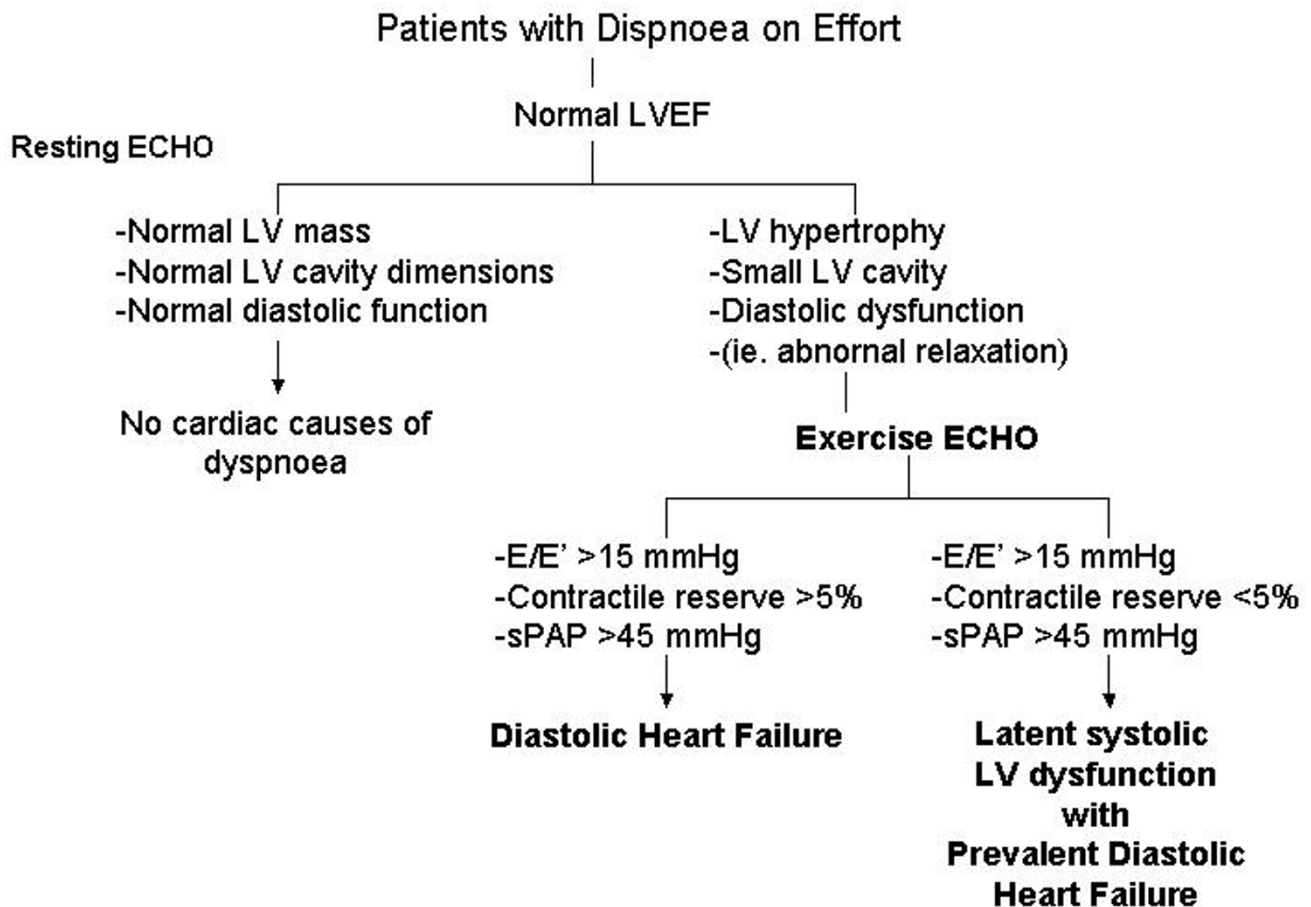 Patients with Dispnoea on Effort
Normal LVEF
Resting ECHO
-Normal LV mass
-Normal LV cavity dimensions
-Normal diastolic function
No cardiac causes of
dyspnoea
-LV hypertrophy
-Small LV cavity
-Diastolic dysfunction
-(ie. abnornal relaxation)
Exercise ECHO
-E/E’ >15 mmHg
-Contractile reserve >5%
-sPAP >45 mmHg
Diastolic Heart Failure
-E/E’ >15 mmHg
-Contractile reserve <5%
-sPAP >45 mmHg
Latent systolic
LV dysfunction
with
Prevalent Diastolic
Heart Failure